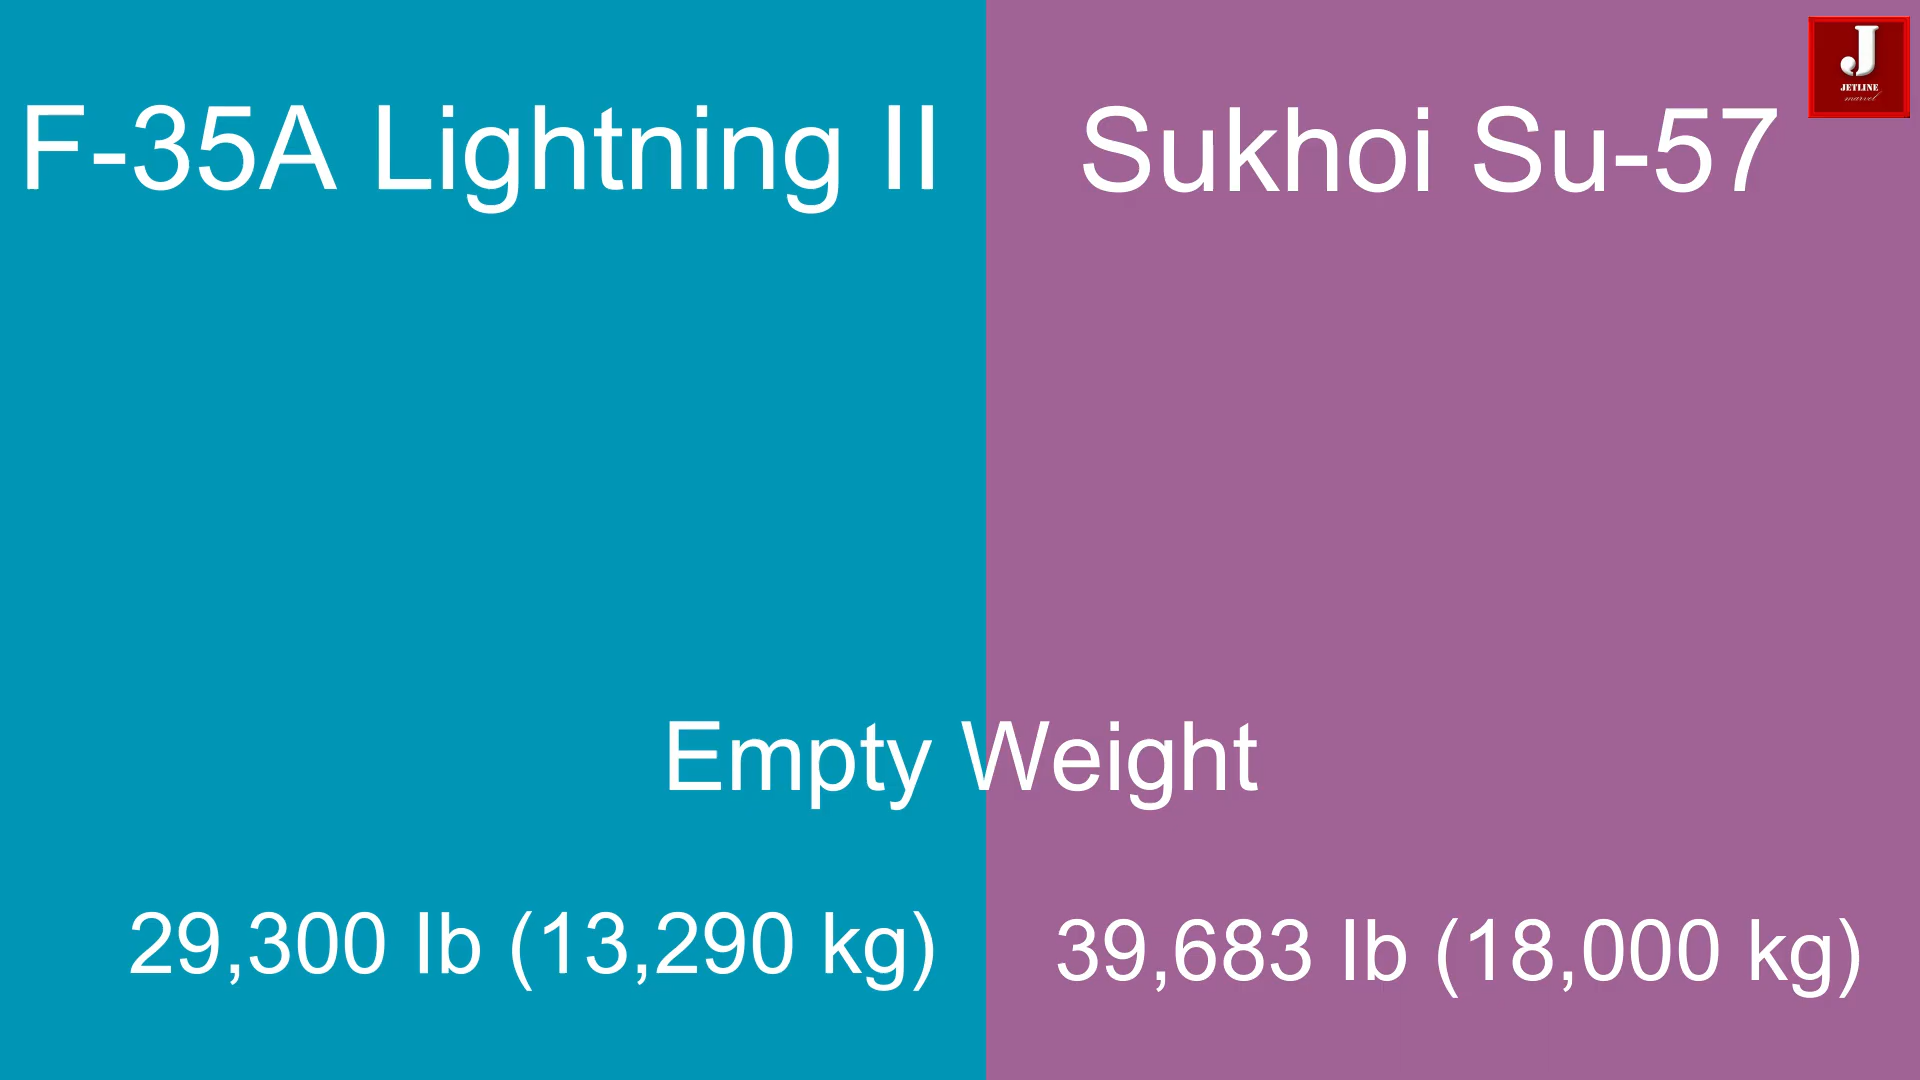 F-35A Lightning II
Sukhoi Su-57
J
JETLINE
marvel
Empty Weight
29,300 lb (13,290 kg)
39,683 lb (18,000 kg)